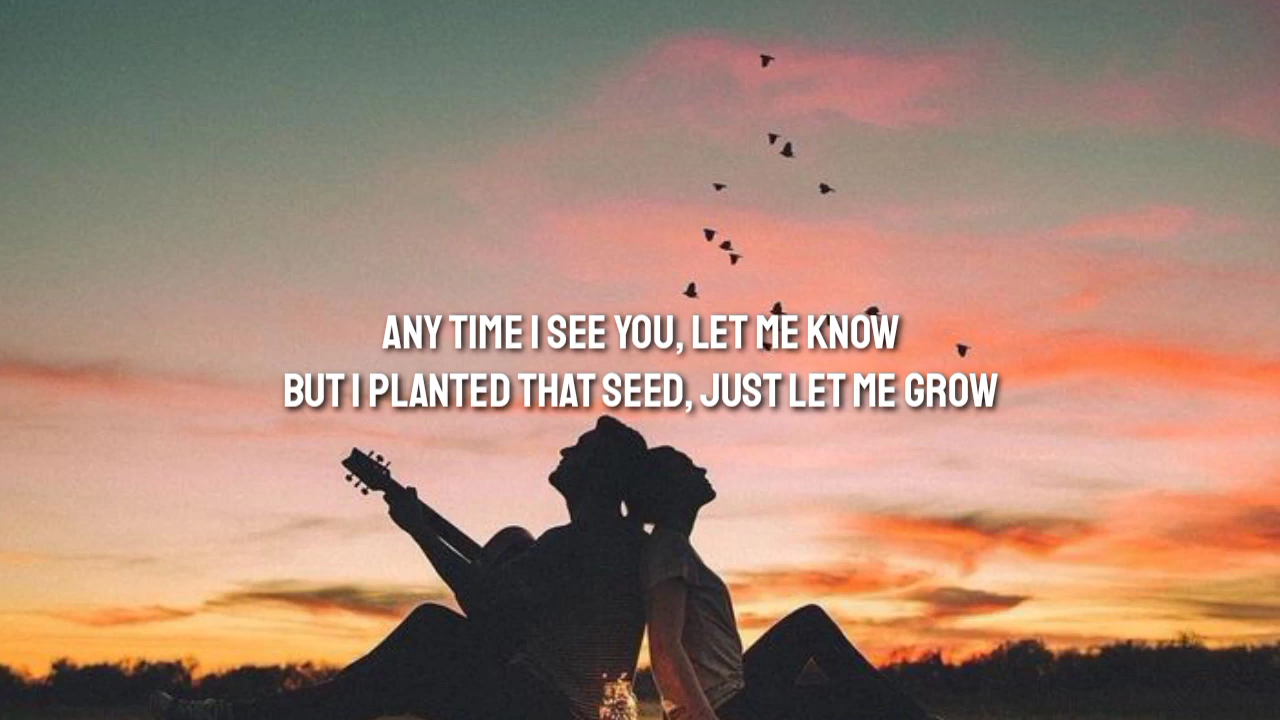 ANY TIME I SEE YOU, LET ME KNOW
BUT I PLANTED THAT SEED, JUST LET ME GROW